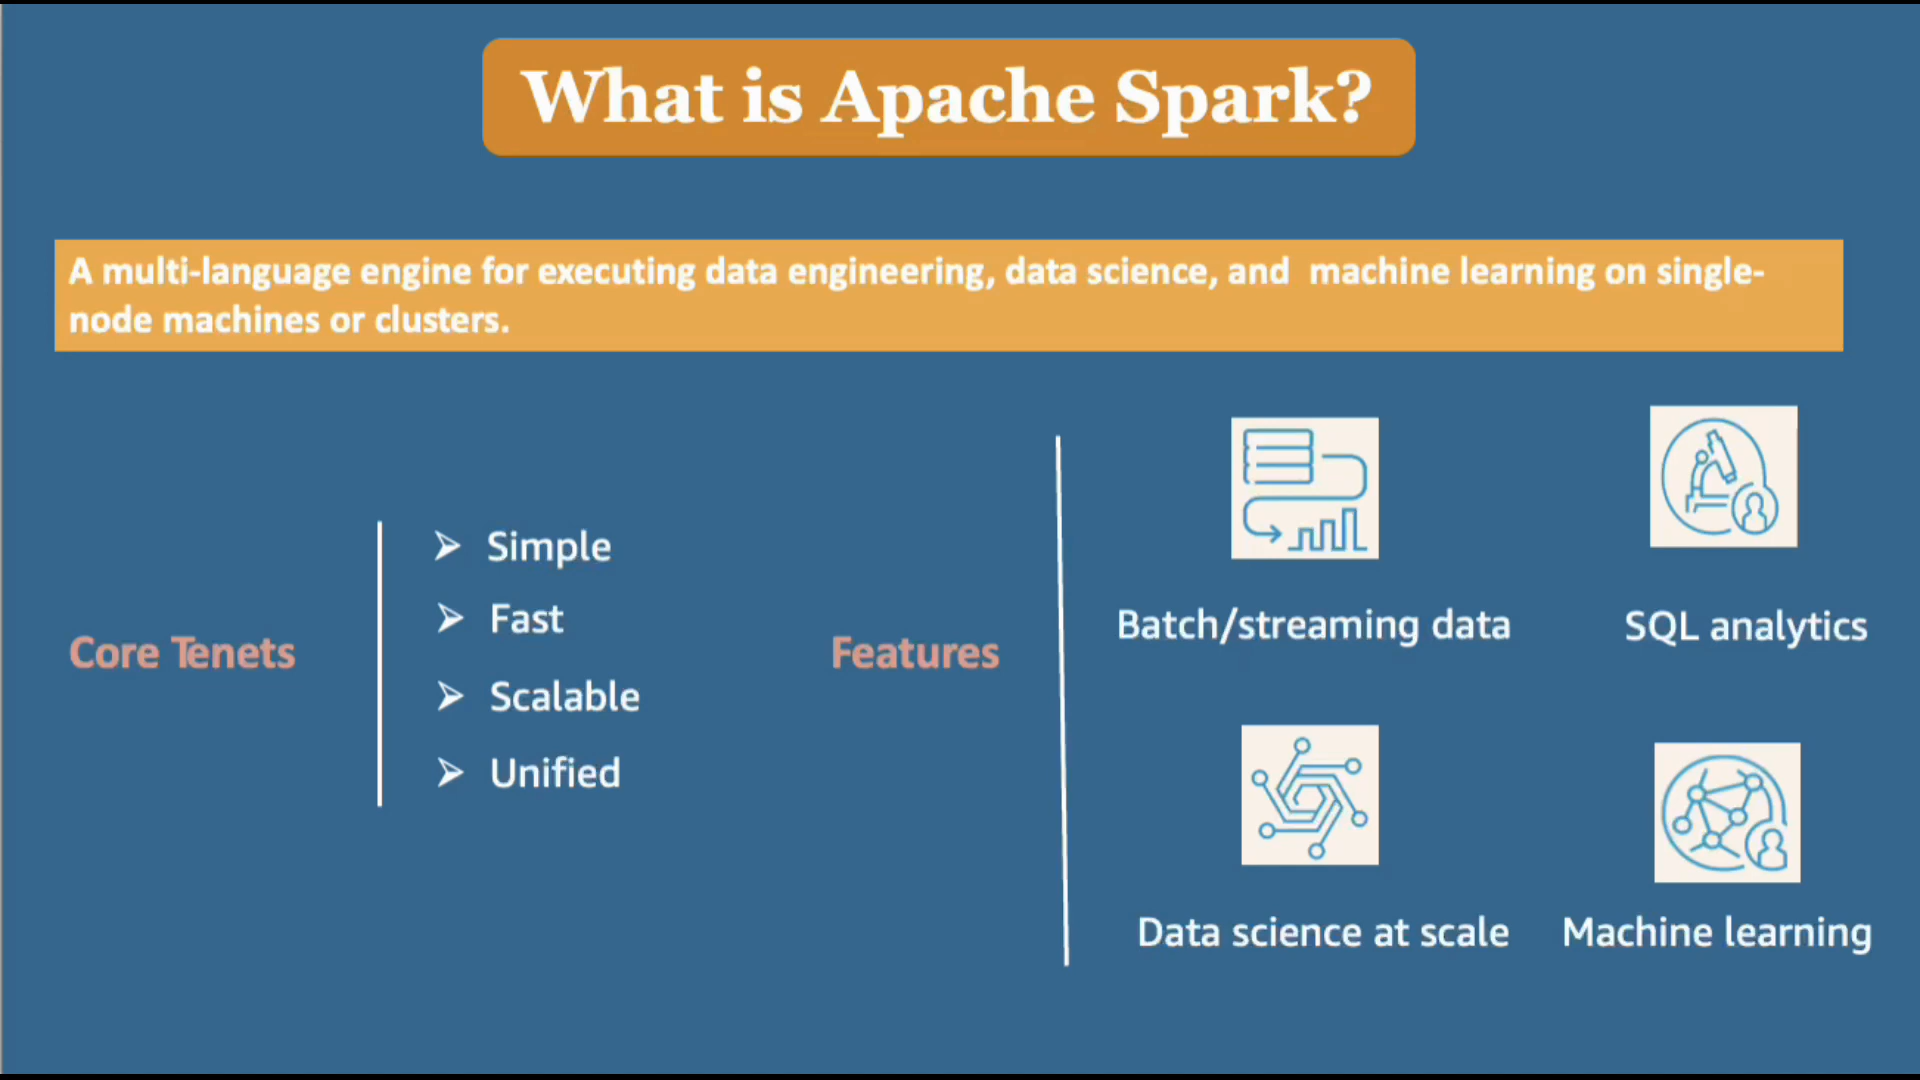 What is Apache Spark?
A multi-language engine for executing data engineering, data science, and machine learning on single-
node machines or clusters.
Core Tenets
➢ Simple
➢ Fast
➢ Scalable
➢ Unified
Features
Batch/streaming data
SQL analytics
Data science at scale
Machine learning